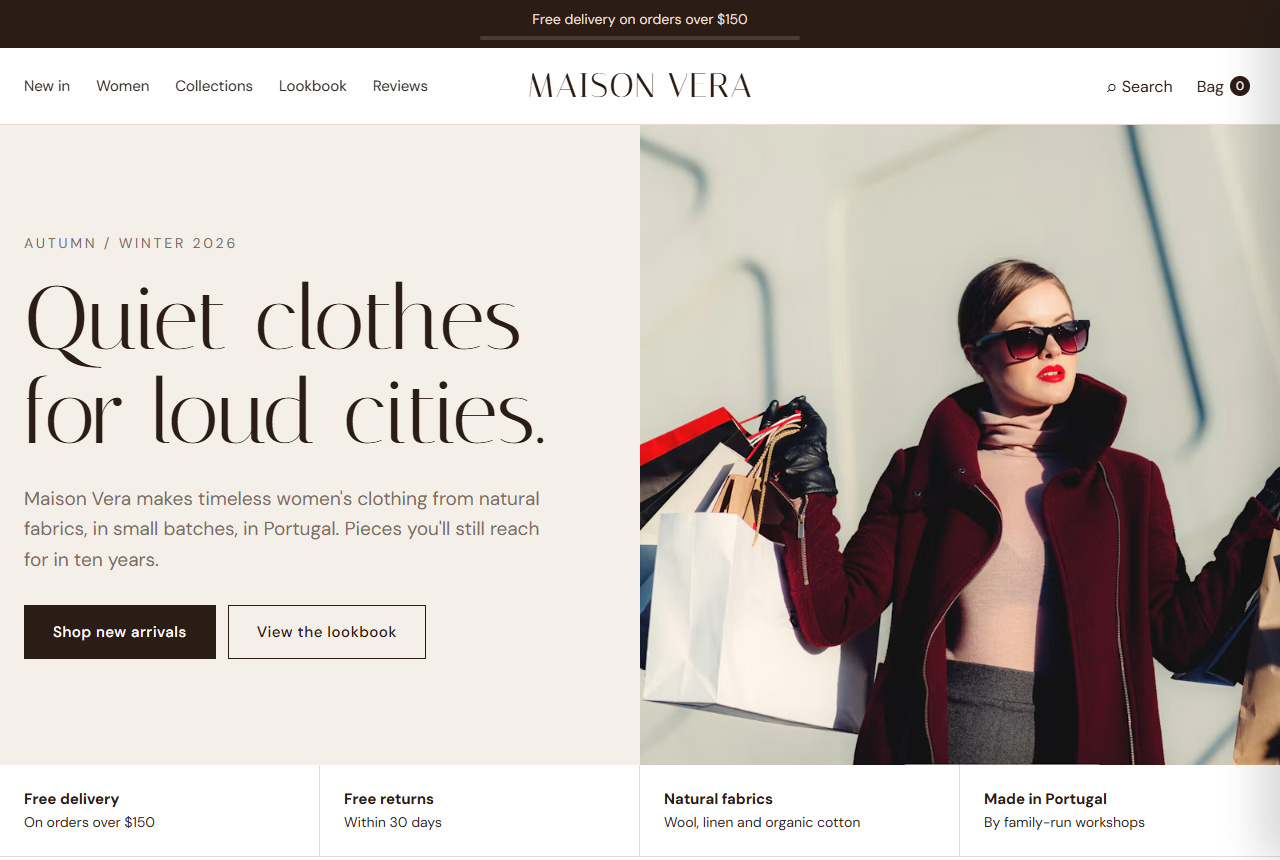 Free delivery on orders over $150
New in
Women
Collections
Lookbook
Reviews
MAISON VERA
Search
Bag 0
AUTUMN / WINTER 2026
Quiet clothes
for loud cities.
Maison Vera makes timeless women's clothing from natural
fabrics, in small batches, in Portugal. Pieces you'll still reach
for in ten years.
Shop new arrivals
View the lookbook
Free delivery
On orders over $150
Free returns
Within 30 days
Natural fabrics
Wool, linen and organic cotton
Made in Portugal
By family-run workshops